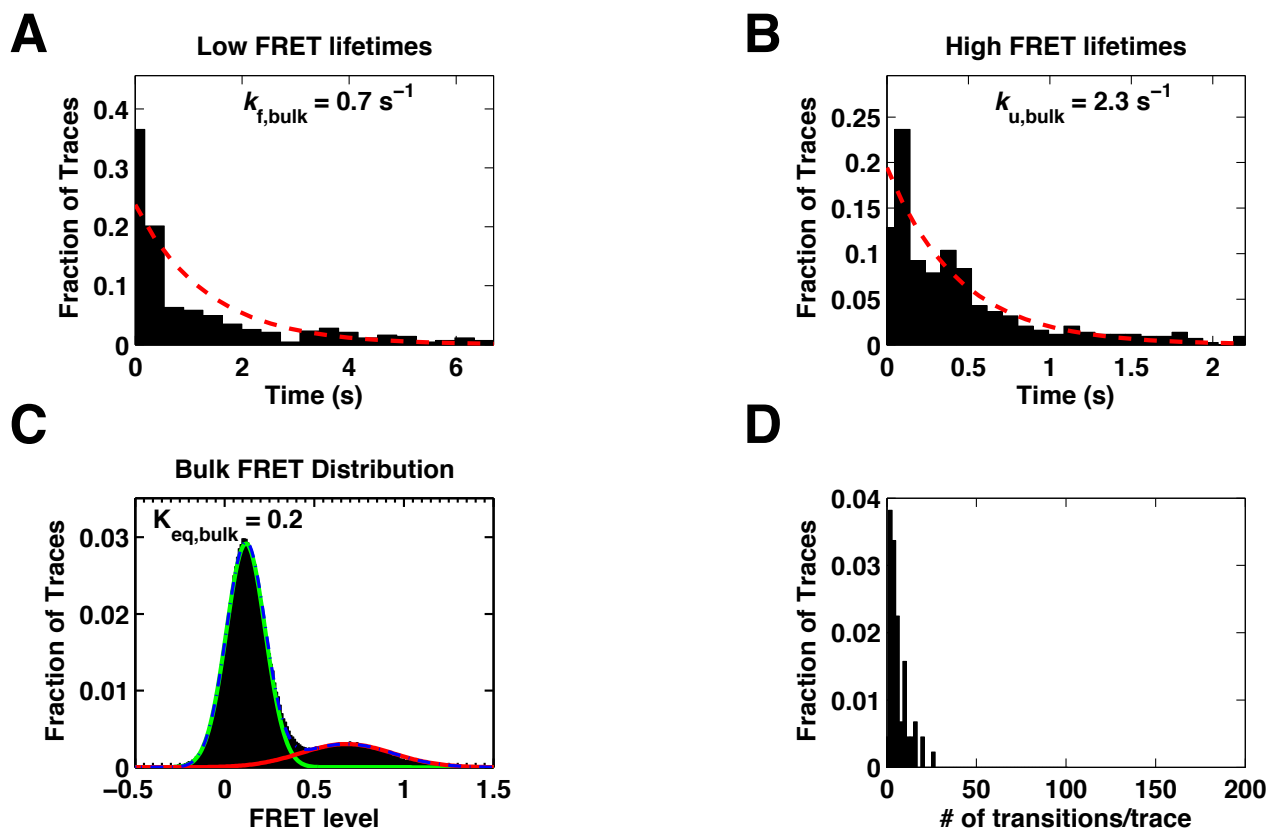 A
Low FRET lifetimes
k_f,bulk = 0.7 s⁻¹
Fraction of Traces
0.4
0.3
0.2
0.1
0
0 2 4 6
Time (s)
B
High FRET lifetimes
k_u,bulk = 2.3 s⁻¹
Fraction of Traces
0.25
0.2
0.15
0.1
0.05
0
0 0.5 1 1.5 2
Time (s)
C
Bulk FRET Distribution
K_eq,bulk = 0.2
Fraction of Traces
0.03
0.02
0.01
0
−0.5 0 0.5 1 1.5
FRET level
D
Fraction of Traces
0.04
0.03
0.02
0.01
0
0 50 100 150 200
# of transitions/trace